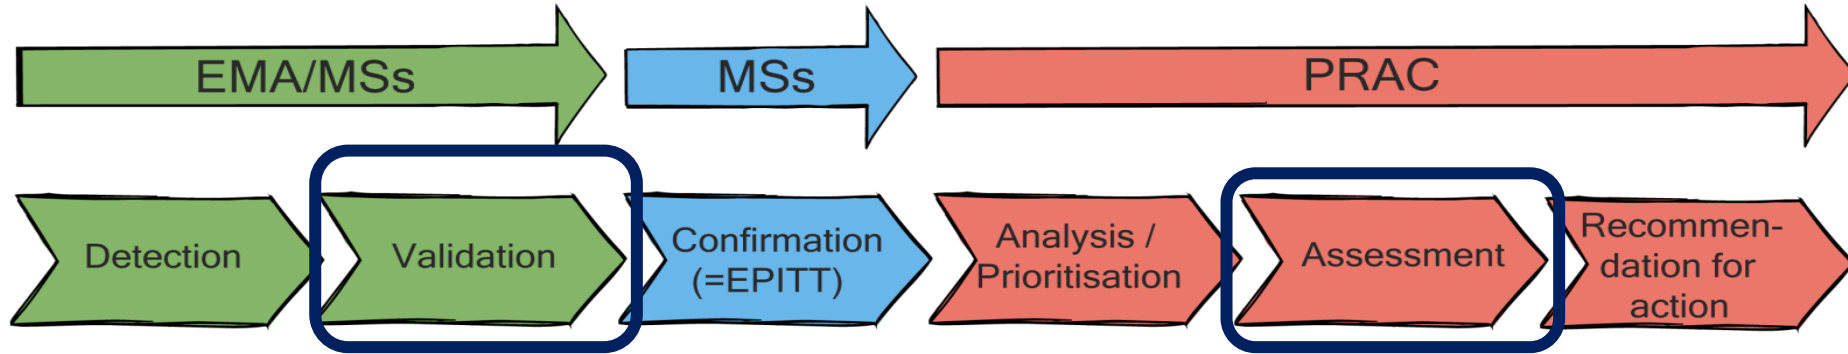 EMA/MSs
MSs
PRAC
Detection
Validation
Confirmation
(=EPITT)
Analysis /
Prioritisation
Assessment
Recommen-
dation for
action